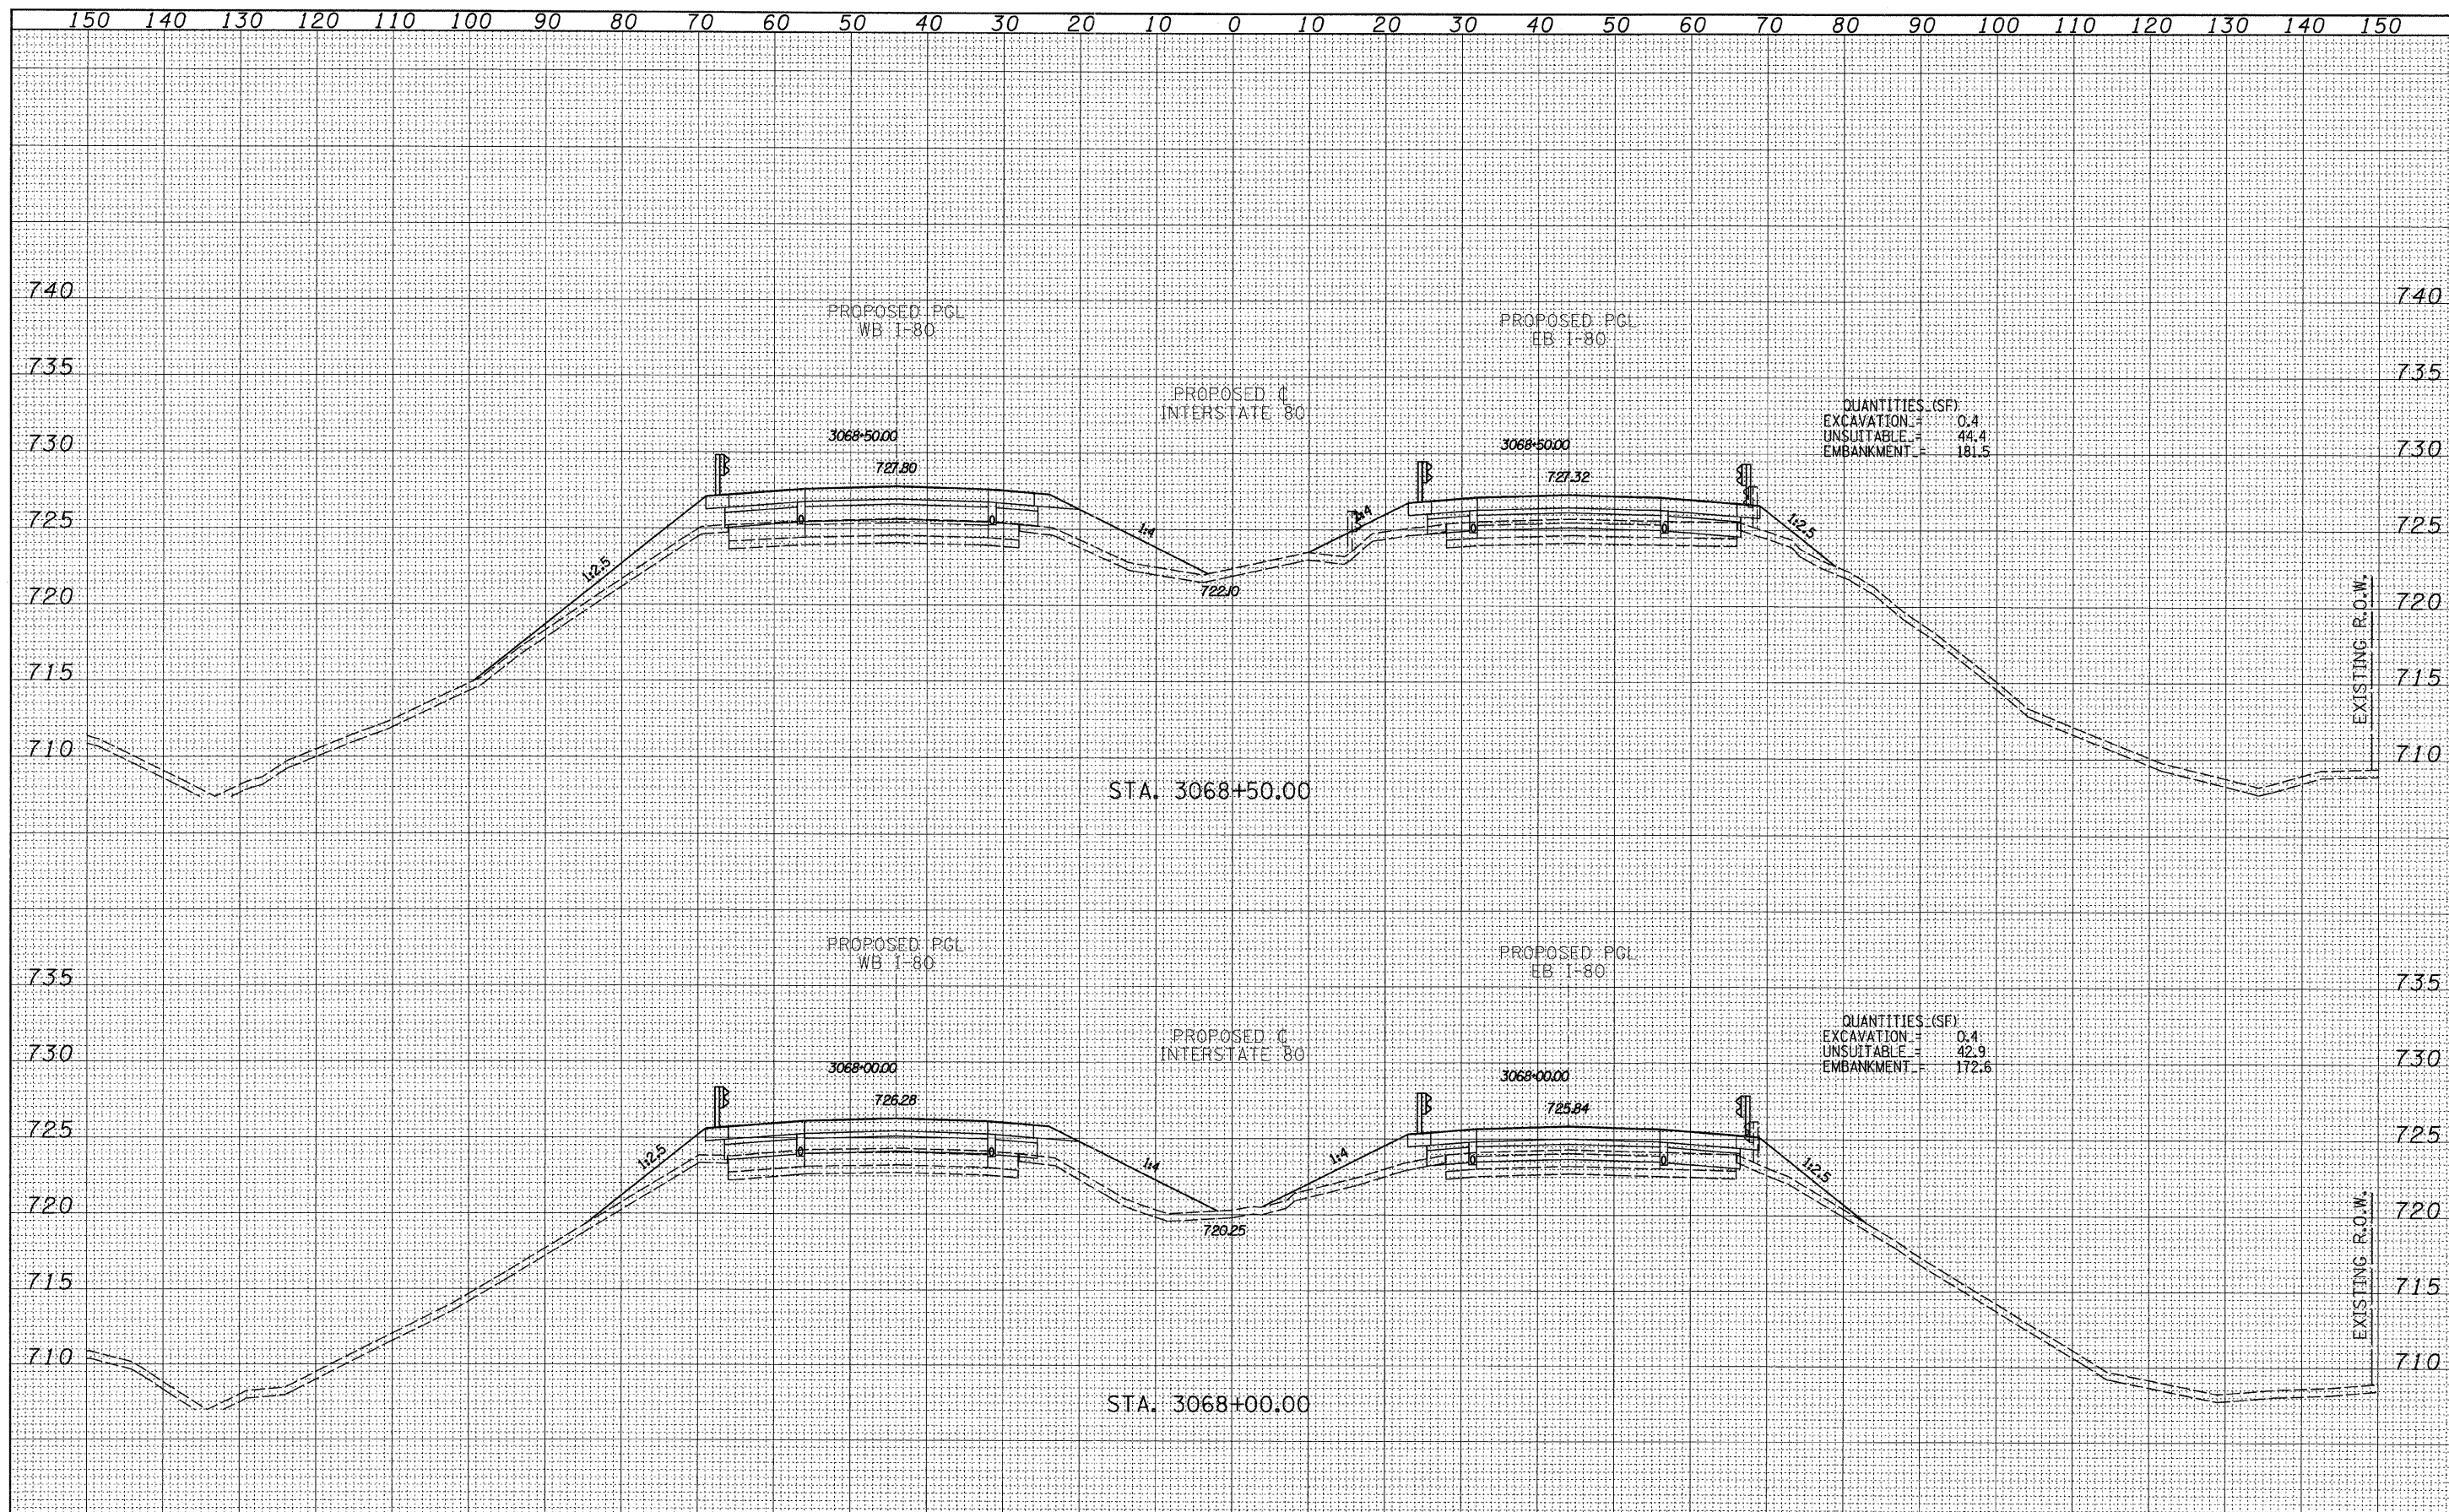 150 140 130 120 110 100 90 80 70 60 50 40 30 20 10 0 10 20 30 40 50 60 70 80 90 100 110 120 130 140 150
740 740
PROPOSED PGL
WB I-80
PROPOSED PGL
EB I-80
735 735
PROPOSED ℄
INTERSTATE 80
QUANTITIES (SF)
EXCAVATION = 0.4
UNSUITABLE = 44.4
EMBANKMENT = 181.5
730 730
3068+50.00
3068+50.00
727.80
727.32
725 725
1:2.5
1:4
1:4
1:2.5
722.10
720 720
715 715
EXISTING R.O.W.
710 710
STA. 3068+50.00
PROPOSED PGL
WB I-80
PROPOSED PGL
EB I-80
735 735
PROPOSED ℄
INTERSTATE 80
QUANTITIES (SF)
EXCAVATION = 0.4
UNSUITABLE = 42.9
EMBANKMENT = 172.6
730 730
3068+00.00
3068+00.00
726.28
725.84
725 725
1:2.5
1:4
1:4
1:2.5
720 720
720.25
715 715
EXISTING R.O.W.
710 710
STA. 3068+00.00